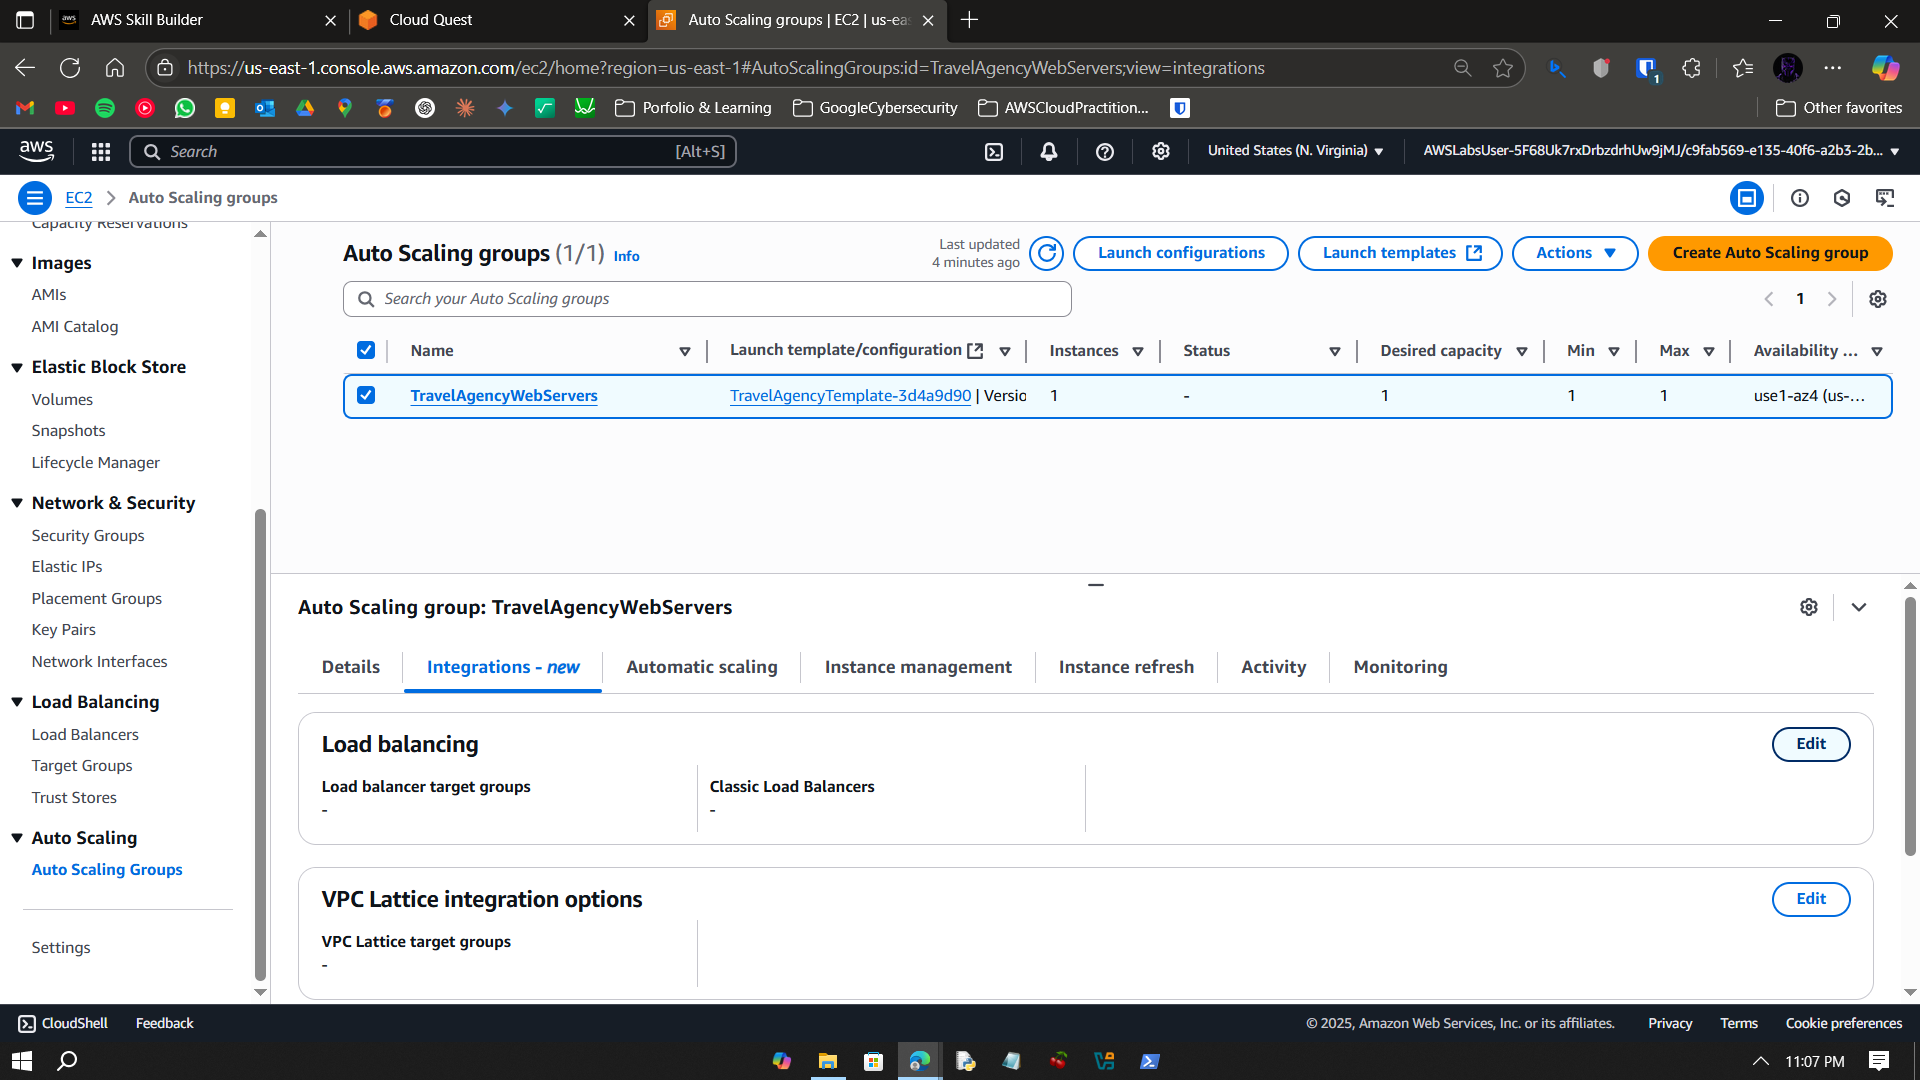 AWS Skill Builder
Cloud Quest
Auto Scaling groups | EC2 | us-eas
https://us-east-1.console.aws.amazon.com/ec2/home?region=us-east-1#AutoScalingGroups:id=TravelAgencyWebServers;view=integrations
1
Porfolio & Learning
GoogleCybersecurity
AWSCloudPractition...
Other favorites
aws
Search
[Alt+S]
United States (N. Virginia)
AWSLabsUser-5F68Uk7rxDrbzdrhUw9jMJ/c9fab569-e135-40f6-a2b3-2b...
EC2
Auto Scaling groups
Capacity Reservations
Images
AMIs
AMI Catalog
Elastic Block Store
Volumes
Snapshots
Lifecycle Manager
Network & Security
Security Groups
Elastic IPs
Placement Groups
Key Pairs
Network Interfaces
Load Balancing
Load Balancers
Target Groups
Trust Stores
Auto Scaling
Auto Scaling Groups
Settings
Auto Scaling groups (1/1) Info
Last updated
4 minutes ago
Launch configurations
Launch templates
Actions
Create Auto Scaling group
Search your Auto Scaling groups
1
Name
Launch template/configuration
Instances
Status
Desired capacity
Min
Max
Availability ...
TravelAgencyWebServers
TravelAgencyTemplate-3d4a9d90 | Versio
1
-
1
1
1
use1-az4 (us-...
Auto Scaling group: TravelAgencyWebServers
Details
Integrations - new
Automatic scaling
Instance management
Instance refresh
Activity
Monitoring
Load balancing
Edit
Load balancer target groups
-
Classic Load Balancers
-
VPC Lattice integration options
Edit
VPC Lattice target groups
-
CloudShell
Feedback
© 2025, Amazon Web Services, Inc. or its affiliates.
Privacy
Terms
Cookie preferences
11:07 PM